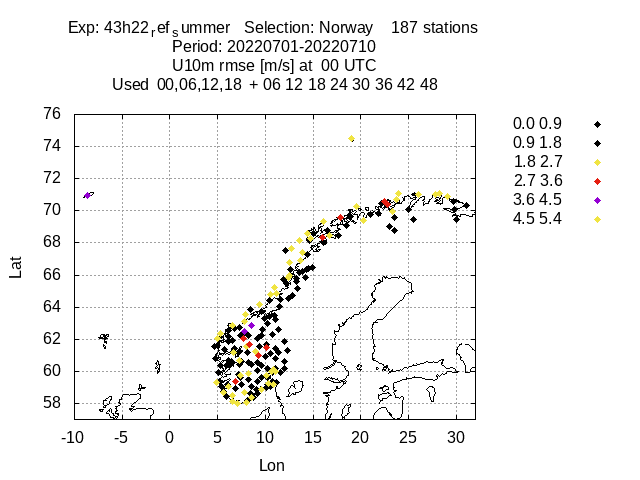 Exp: 43h22ᵣefₛummer Selection: Norway 187 stations
Period: 20220701-20220710
U10m rmse [m/s] at 00 UTC
Used 00,06,12,18 + 06 12 18 24 30 36 42 48
76
74
72
70
68
66
64
62
60
58
Lat
-10 -5 0 5 10 15 20 25 30
Lon
0.0 0.9
0.9 1.8
1.8 2.7
2.7 3.6
3.6 4.5
4.5 5.4